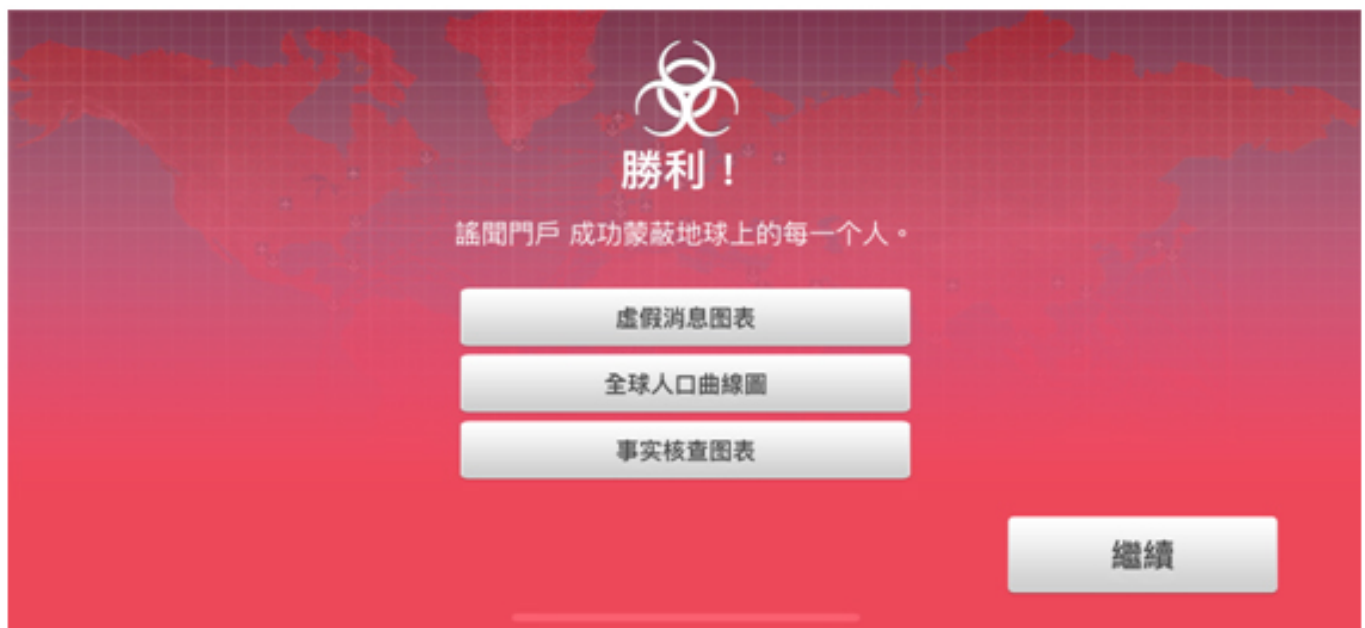 勝利！
謠聞門戶 成功蒙蔽地球上的每一个人。
虛假消息图表
全球人口曲線圖
事实核查图表
繼續